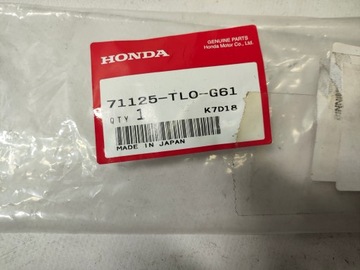 HONDA
GENUINE PARTS
Honda Motor Co., Ltd.
71125-TL0-G61
QTY 1 K7D18
MADE IN JAPAN